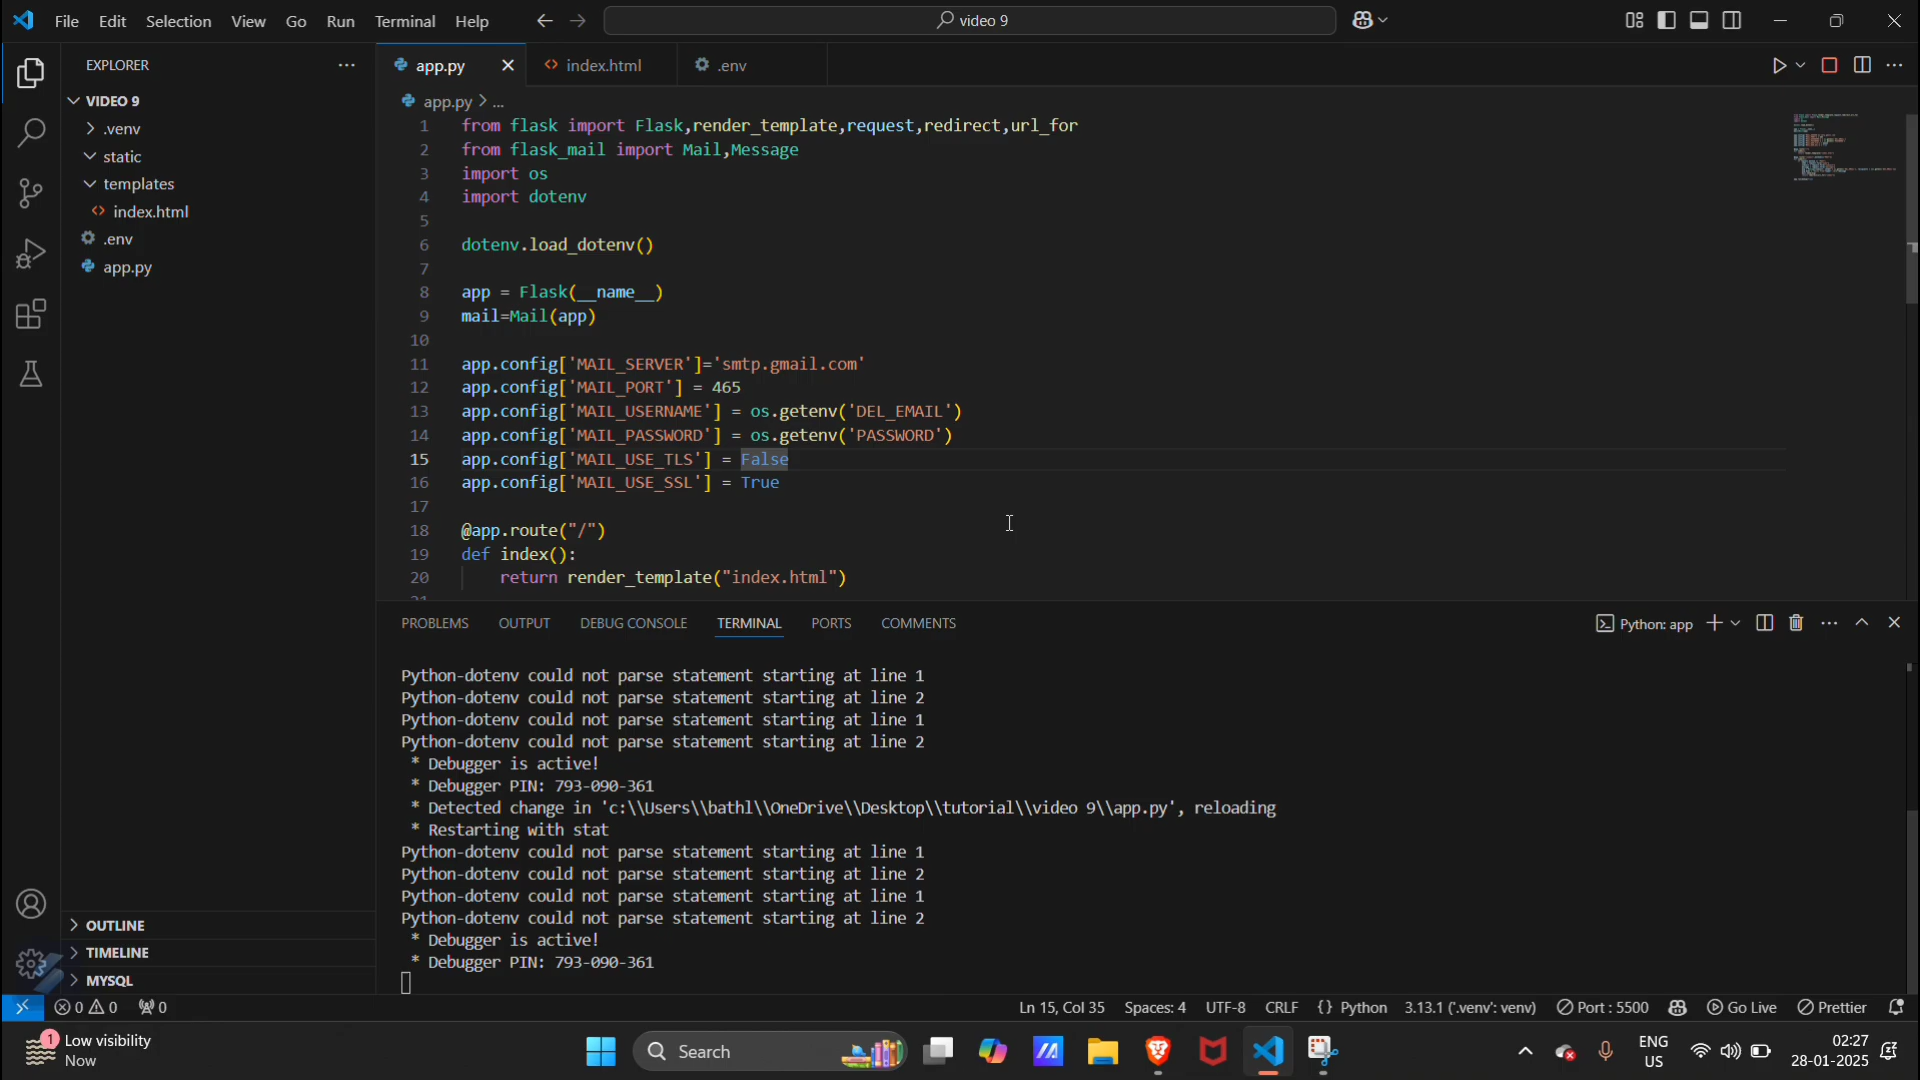 File Edit Selection View Go Run Terminal Help
video 9
EXPLORER
VIDEO 9
.venv
static
templates
index.html
.env
app.py
OUTLINE
TIMELINE
MYSQL
app.py index.html .env
app.py > ...
1 from flask import Flask,render_template,request,redirect,url_for
2 from flask_mail import Mail,Message
3 import os
4 import dotenv
5
6 dotenv.load_dotenv()
7
8 app = Flask(__name__)
9 mail=Mail(app)
10
11 app.config['MAIL_SERVER']='smtp.gmail.com'
12 app.config['MAIL_PORT'] = 465
13 app.config['MAIL_USERNAME'] = os.getenv('DEL_EMAIL')
14 app.config['MAIL_PASSWORD'] = os.getenv('PASSWORD')
15 app.config['MAIL_USE_TLS'] = False
16 app.config['MAIL_USE_SSL'] = True
17
18 @app.route("/")
19 def index():
20 return render_template("index.html")
PROBLEMS OUTPUT DEBUG CONSOLE TERMINAL PORTS COMMENTS
Python: app
Python-dotenv could not parse statement starting at line 1
Python-dotenv could not parse statement starting at line 2
Python-dotenv could not parse statement starting at line 1
Python-dotenv could not parse statement starting at line 2
* Debugger is active!
* Debugger PIN: 793-090-361
* Detected change in 'c:\\Users\\bathl\\OneDrive\\Desktop\\tutorial\\video 9\\app.py', reloading
* Restarting with stat
Python-dotenv could not parse statement starting at line 1
Python-dotenv could not parse statement starting at line 2
Python-dotenv could not parse statement starting at line 1
Python-dotenv could not parse statement starting at line 2
* Debugger is active!
* Debugger PIN: 793-090-361
0 0 0
Ln 15, Col 35 Spaces: 4 UTF-8 CRLF {} Python 3.13.1 ('.venv': venv) Port : 5500 Go Live Prettier
1
Low visibility
Now
Search
ENG
US
02:27
28-01-2025